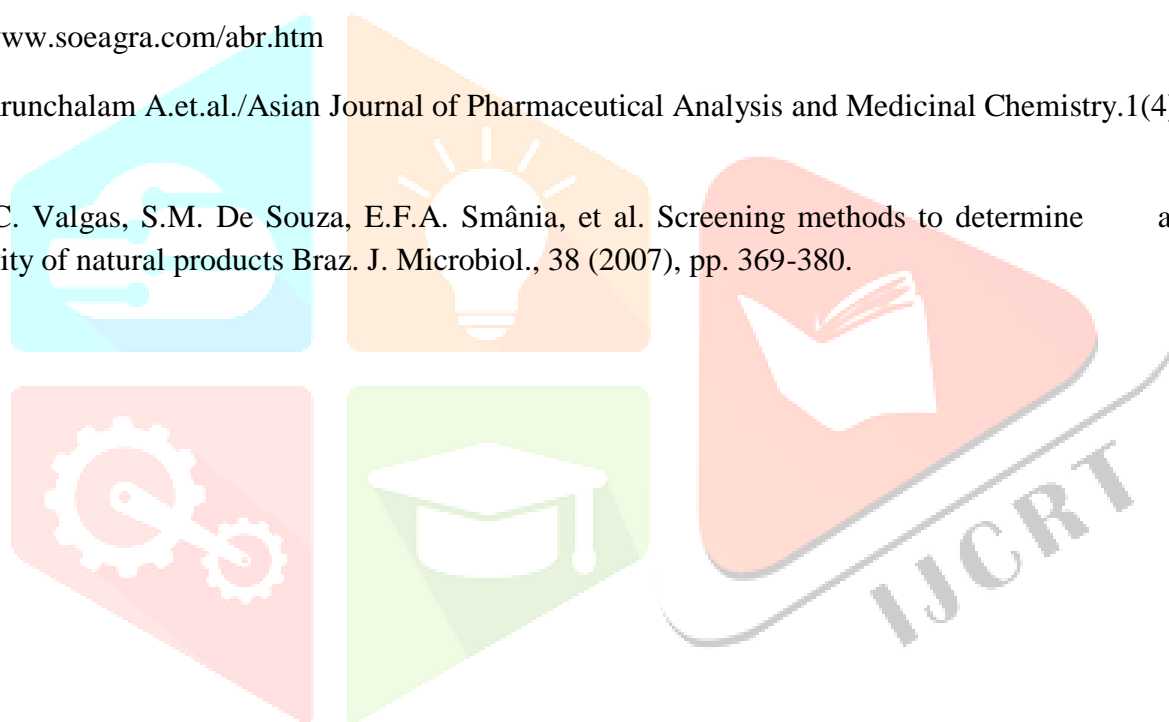 www.soeagra.com/abr.htm
runchalam A.et.al./Asian Journal of Pharmaceutical Analysis and Medicinal Chemistry.1(4)
C. Valgas, S.M. De Souza, E.F.A. Smânia, et al. Screening methods to determine a
ity of natural products Braz. J. Microbiol., 38 (2007), pp. 369-380.
IJCRT